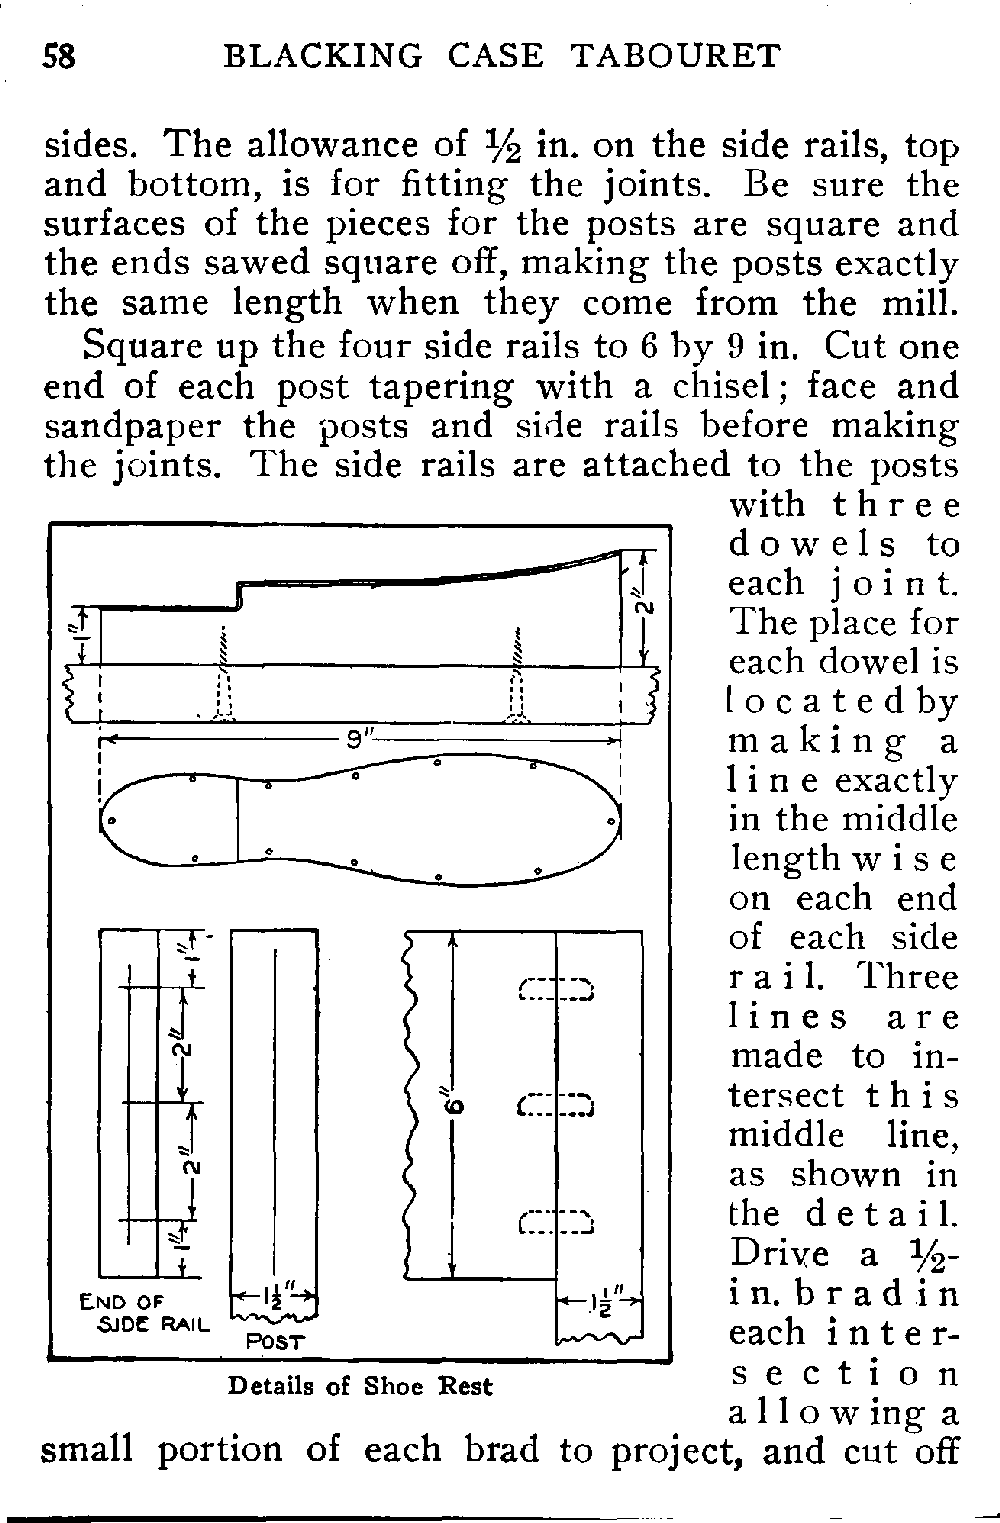 58 BLACKING CASE TABOURET
sides. The allowance of ½ in. on the side rails, top
and bottom, is for fitting the joints. Be sure the
surfaces of the pieces for the posts are square and
the ends sawed square off, making the posts exactly
the same length when they come from the mill.
Square up the four side rails to 6 by 9 in. Cut one
end of each post tapering with a chisel; face and
sandpaper the posts and side rails before making
the joints. The side rails are attached to the posts
with three
dowels to
each joint.
The place for
each dowel is
located by
making a
line exactly
in the middle
lengthwise
on each end
of each side
rail. Three
lines are
made to in-
tersect this
middle line,
as shown in
the detail.
Drive a ½-
in. brad in
each inter-
section
allowing a
small portion of each brad to project, and cut off
1"
2"
9"
1"
2"
2"
1"
6"
1½"
1½"
END OF
SIDE RAIL
POST
Details of Shoe Rest